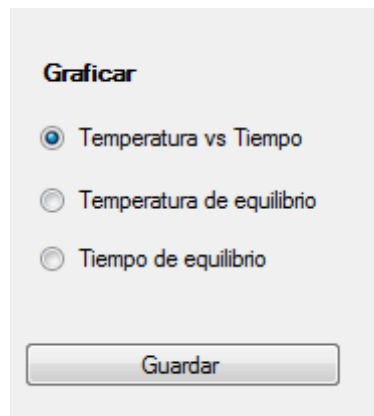 Graficar
Temperatura vs Tiempo
Temperatura de equilibrio
Tiempo de equilibrio
Guardar